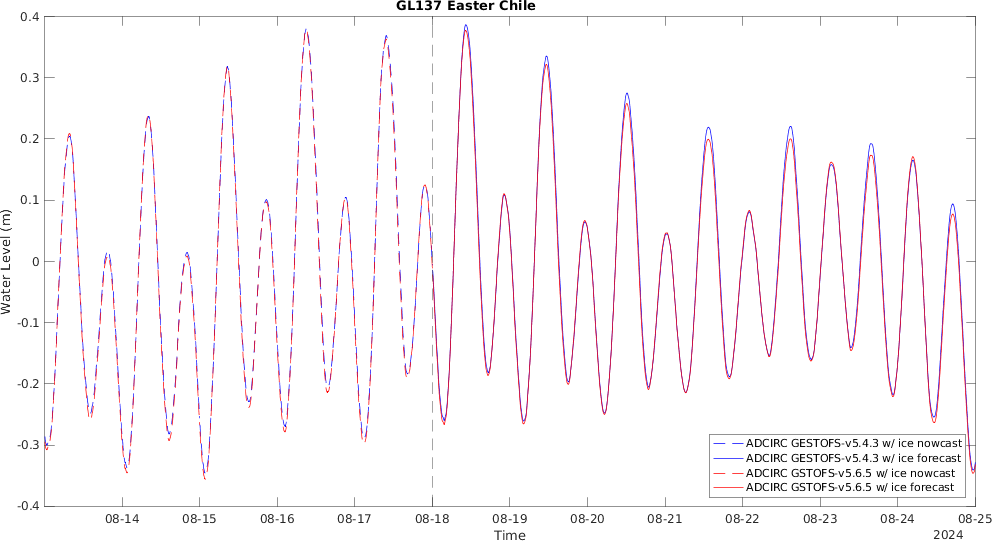 GL137 Easter Chile
0.4
0.3
0.2
0.1
0
-0.1
-0.2
-0.3
-0.4
Water Level (m)
ADCIRC GESTOFS-v5.4.3 w/ ice nowcast
ADCIRC GESTOFS-v5.4.3 w/ ice forecast
ADCIRC GSTOFS-v5.6.5 w/ ice nowcast
ADCIRC GSTOFS-v5.6.5 w/ ice forecast
08-14 08-15 08-16 08-17 08-18 08-19 08-20 08-21 08-22 08-23 08-24 08-25
Time
2024